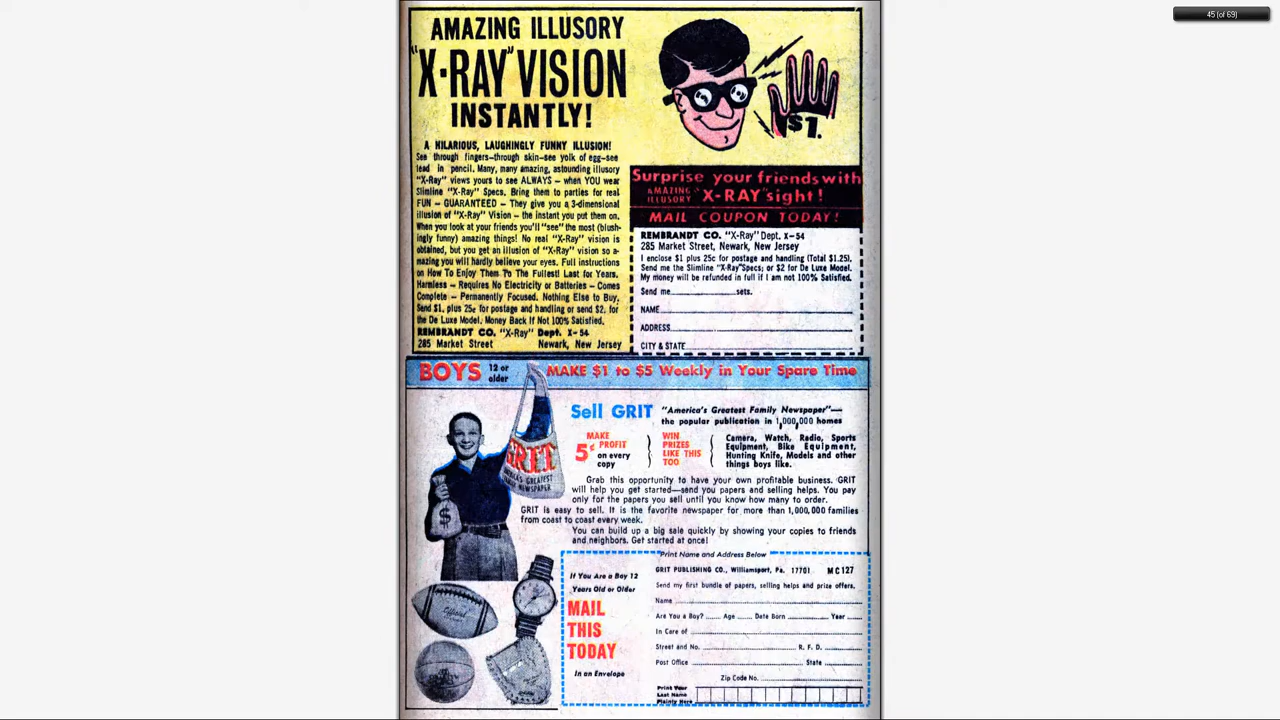 45 (of 69)
AMAZING ILLUSORY
"X-RAY" VISION
INSTANTLY!
A HILARIOUS, LAUGHINGLY FUNNY ILLUSION!
See through fingers—through skin—see yolk of egg—see
lead in pencil. Many, many amazing, astounding illusory
"X-Ray" views yours to see ALWAYS — when YOU wear
Slimline "X-Ray" Specs. Bring them to parties for real
FUN — GUARANTEED — They give you a 3-dimensional
illusion of "X-Ray" Vision — the instant you put them on.
When you look at your friends you'll "see" the most (blush-
ingly funny) amazing things! No real "X-Ray" vision is
obtained, but you get an illusion of "X-Ray" vision so a-
mazing you will hardly believe your eyes. Full instructions
on How To Enjoy Them To The Fullest! Last for Years.
Harmless — Requires No Electricity or Batteries — Comes
Complete — Permanently Focused. Nothing Else to Buy.
Send $1. plus 25c for postage and handling or send $2. for
the De Luxe Model. Money Back If Not 100% Satisfied.
REMBRANDT CO. "X-Ray" Dept. X-54
285 Market Street Newark, New Jersey
$1.
Surprise your friends with
AMAZING ILLUSORY "X-RAY" sight!
MAIL COUPON TODAY!
REMBRANDT CO. "X-Ray" Dept. X-54
285 Market Street, Newark, New Jersey
I enclose $1 plus 25c for postage and handling (Total $1.25).
Send me the Slimline "X-Ray" Specs; or $2 for De Luxe Model.
My money will be refunded in full if I am not 100% Satisfied.
Send me sets.
NAME
ADDRESS
CITY & STATE
BOYS 12 or older MAKE $1 to $5 Weekly in Your Spare Time
Sell GRIT "America's Greatest Family Newspaper"—
the popular publication in 1,000,000 homes
MAKE 5¢ PROFIT on every copy
WIN PRIZES LIKE THIS TOO
Camera, Watch, Radio, Sports
Equipment, Bike Equipment,
Hunting Knife, Models and other
things boys like.
GRIT
AMERICA'S GREATEST
NEWSPAPER
Grab this opportunity to have your own profitable business. GRIT
will help you get started—send you papers and selling helps. You pay
only for the papers you sell until you know how many to order.
GRIT is easy to sell. It is the favorite newspaper for more than 1,000,000 families
from coast to coast every week.
You can build up a big sale quickly by showing your copies to friends
and neighbors. Get started at once!
$
Print Name and Address Below
If You Are a Boy 12
Years Old or Older
MAIL
THIS
TODAY
In an Envelope
GRIT PUBLISHING CO., Williamsport, Pa. 17701 MC127
Send my first bundle of papers, selling helps and prize offers.
Name
Are You a Boy? Age Date Born Year
In Care of
Street and No. R. F. D.
Post Office State
Zip Code No.
Print Your
Last Name
Plainly Here